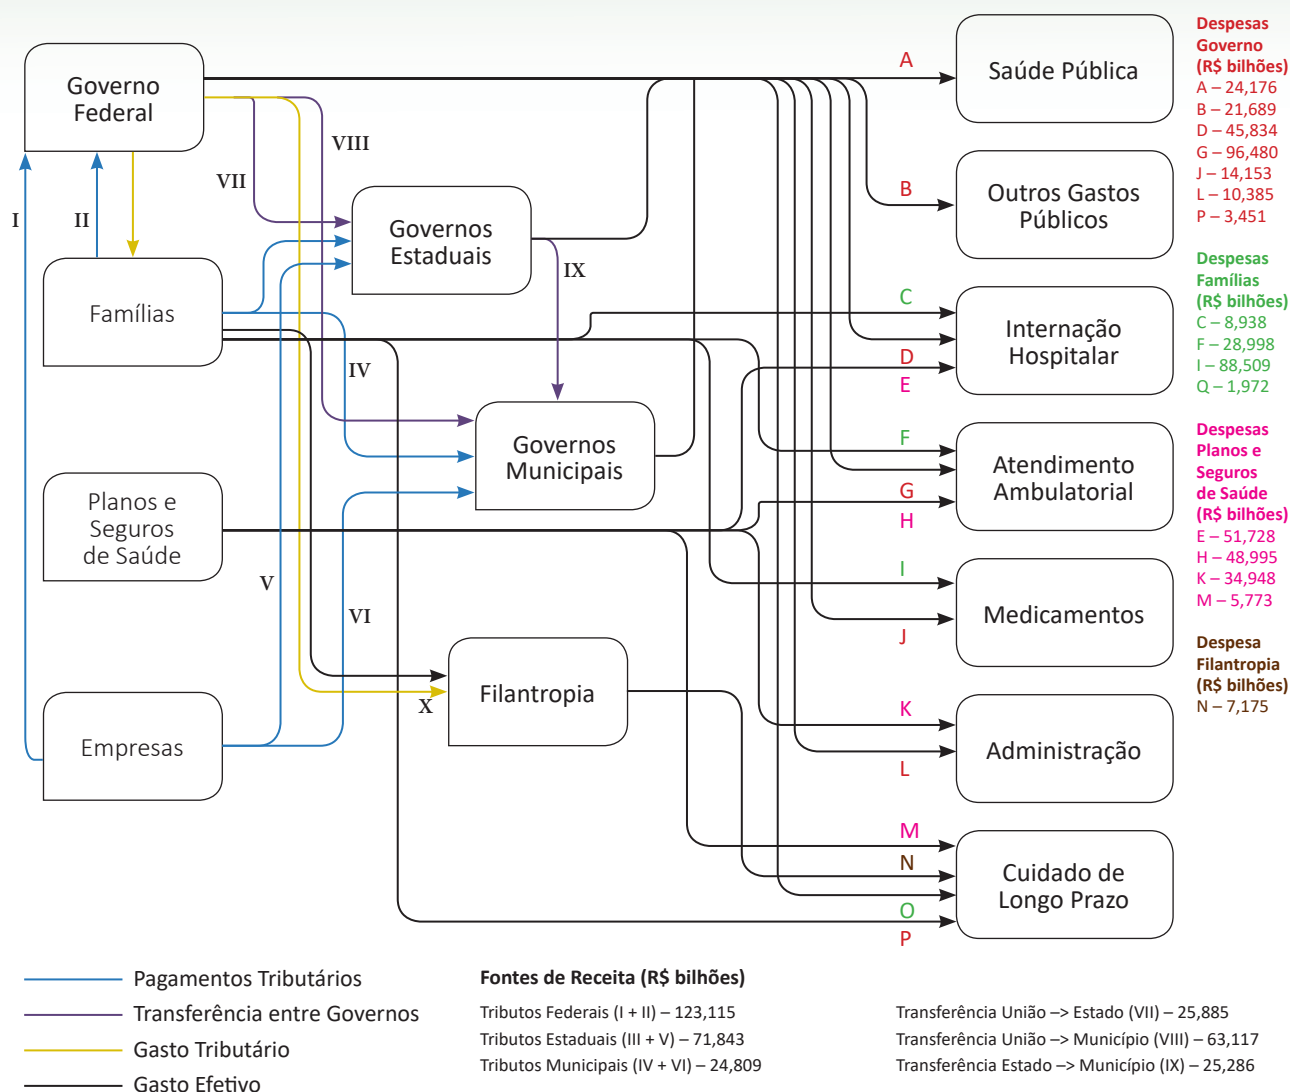 Governo
Federal
Famílias
Planos e
Seguros
de Saúde
Empresas
Governos
Estaduais
Governos
Municipais
Filantropia
I
II
VII
VIII
IX
IV
V
VI
X
A
B
C
D
E
F
G
H
I
J
K
L
M
N
O
P
Saúde Pública
Outros Gastos
Públicos
Internação
Hospitalar
Atendimento
Ambulatorial
Medicamentos
Administração
Cuidado de
Longo Prazo
Despesas
Governo
(R$ bilhões)
A – 24,176
B – 21,689
D – 45,834
G – 96,480
J – 14,153
L – 10,385
P – 3,451
Despesas
Famílias
(R$ bilhões)
C – 8,938
F – 28,998
I – 88,509
Q – 1,972
Despesas
Planos e
Seguros
de Saúde
(R$ bilhões)
E – 51,728
H – 48,995
K – 34,948
M – 5,773
Despesa
Filantropia
(R$ bilhões)
N – 7,175
Pagamentos Tributários
Transferência entre Governos
Gasto Tributário
Gasto Efetivo
Fontes de Receita (R$ bilhões)
Tributos Federais (I + II) – 123,115
Tributos Estaduais (III + V) – 71,843
Tributos Municipais (IV + VI) – 24,809
Transferência União –> Estado (VII) – 25,885
Transferência União –> Município (VIII) – 63,117
Transferência Estado –> Município (IX) – 25,286